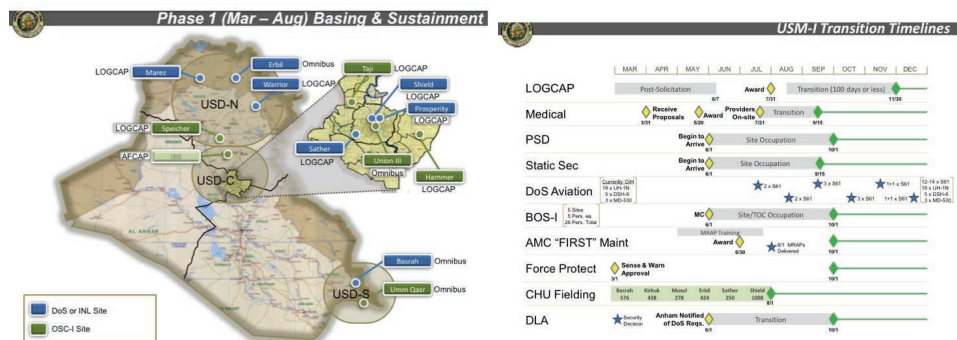 Phase 1 (Mar – Aug) Basing & Sustainment
Erbil
Omnibus
LOGCAP
Marez
Warrior
LOGCAP
USD-N
Speicher
LOGCAP
AFCAP
USD-C
Taji
LOGCAP
Shield
LOGCAP
Prosperity
LOGCAP
Sather
LOGCAP
Union III
Omnibus
Hammer
LOGCAP
AL ANBAR
Basrah
Omnibus
USD-S
Umm Qasr
Omnibus
DoS or INL Site
OSC-I Site
USM-I Transition Timelines
MAR APR MAY JUN JUL AUG SEP OCT NOV DEC
LOGCAP
Post-Solicitation
6/7
Award
7/31
Transition (100 days or less)
11/30
Medical
3/31
Receive
Proposals
5/20
Award
Providers
On-site
7/21
Transition
9/15
PSD
Begin to
Arrive
6/1
Site Occupation
10/1
Static Sec
Begin to
Arrive
6/1
Site Occupation
9/15
DoS Aviation
Currently O/H
18 x UH-1N
5 x DSH-8
3 x MD-530
2 x S61
3 x S61
1+1 x S61
2 x S61
3 x S61
1+1 x S61
12-14 x S61
18 x UH-1N
5 x DSH-8
3 x MD-530
BOS-I
5 Sites
5 Pers. ea
26 Pers. Total
MC
6/1
Site/TOC Occupation
10/1
MRAP Training
AMC "FIRST" Maint
Award
6/30
8/1 MRAPs
Delivered
10/1
Force Protect
3/1
Sense & Warn
Approval
10/1
CHU Fielding
Basrah Kirkuk Mosul Erbil Sather Shield
576 438 278 424 250 1008
8/1
DLA
Security
Decision
Anham Notified
of DoS Reqs.
6/1
Transition
10/1